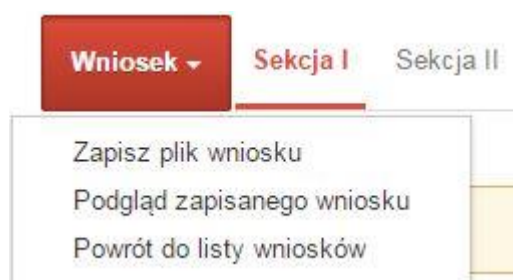 Wniosek Sekcja I Sekcja II
Zapisz plik wniosku
Podgląd zapisanego wniosku
Powrót do listy wniosków